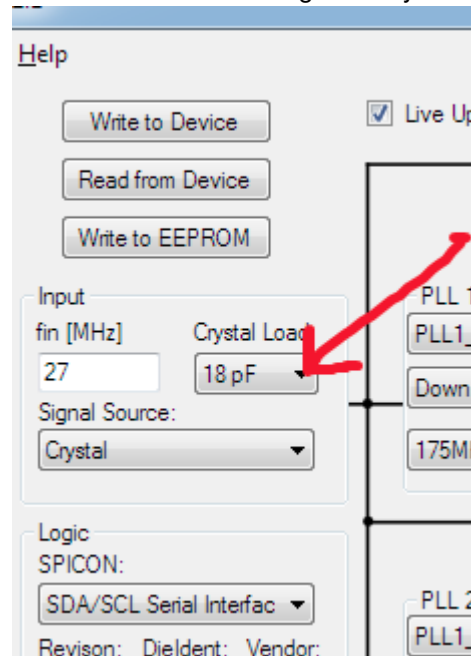 Help
Write to Device
Live Up
Read from Device
Write to EEPROM
Input
PLL 1
fin [MHz] Crystal Load
PLL1_
27
18 pF
Down
Signal Source:
Crystal
175M
Logic
SPICON:
SDA/SCL Serial Interfac
PLL 2
Revison: DieIdent: Vendor:
PLL1_